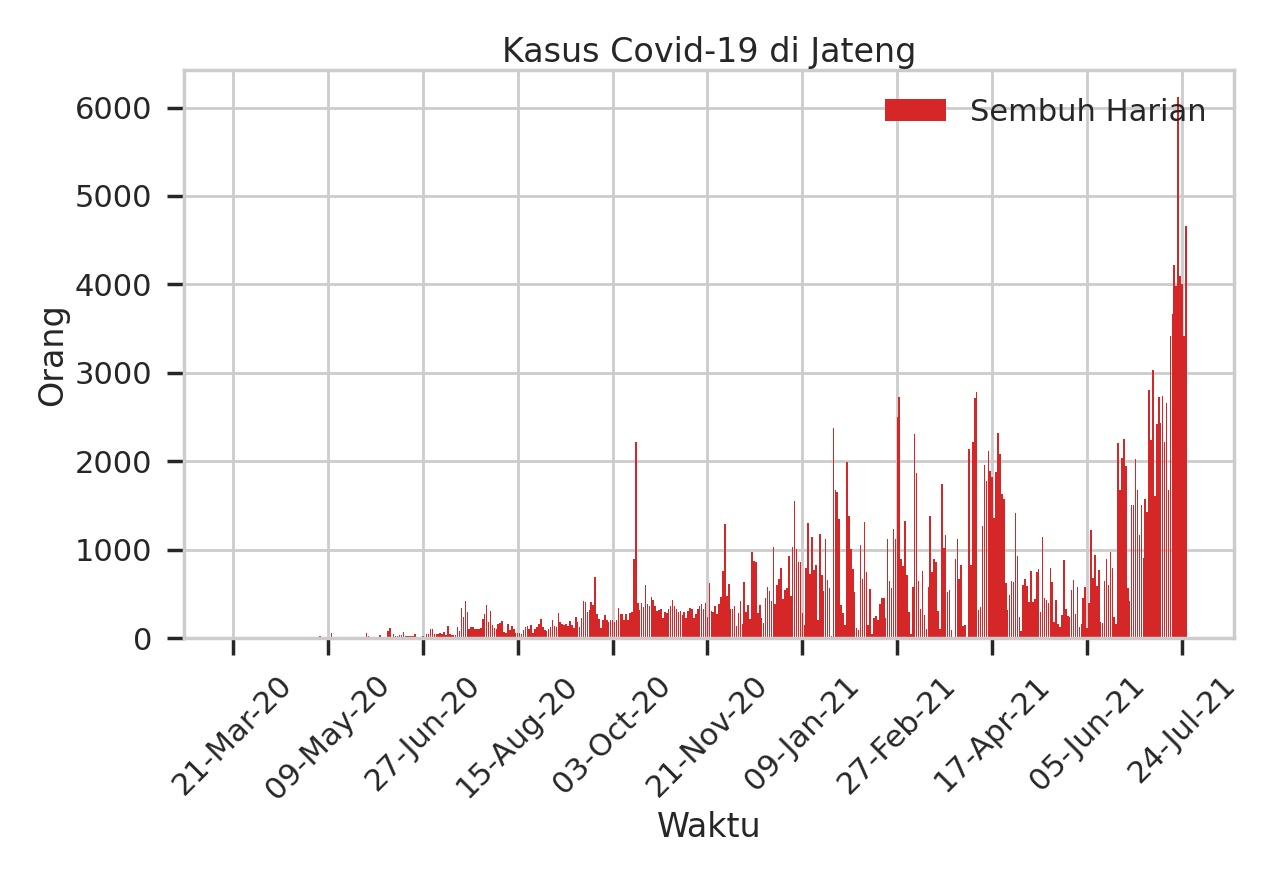 Kasus Covid-19 di Jateng
Sembuh Harian
Orang
6000
5000
4000
3000
2000
1000
0
21-Mar-20
09-May-20
27-Jun-20
15-Aug-20
03-Oct-20
21-Nov-20
09-Jan-21
27-Feb-21
17-Apr-21
05-Jun-21
24-Jul-21
Waktu